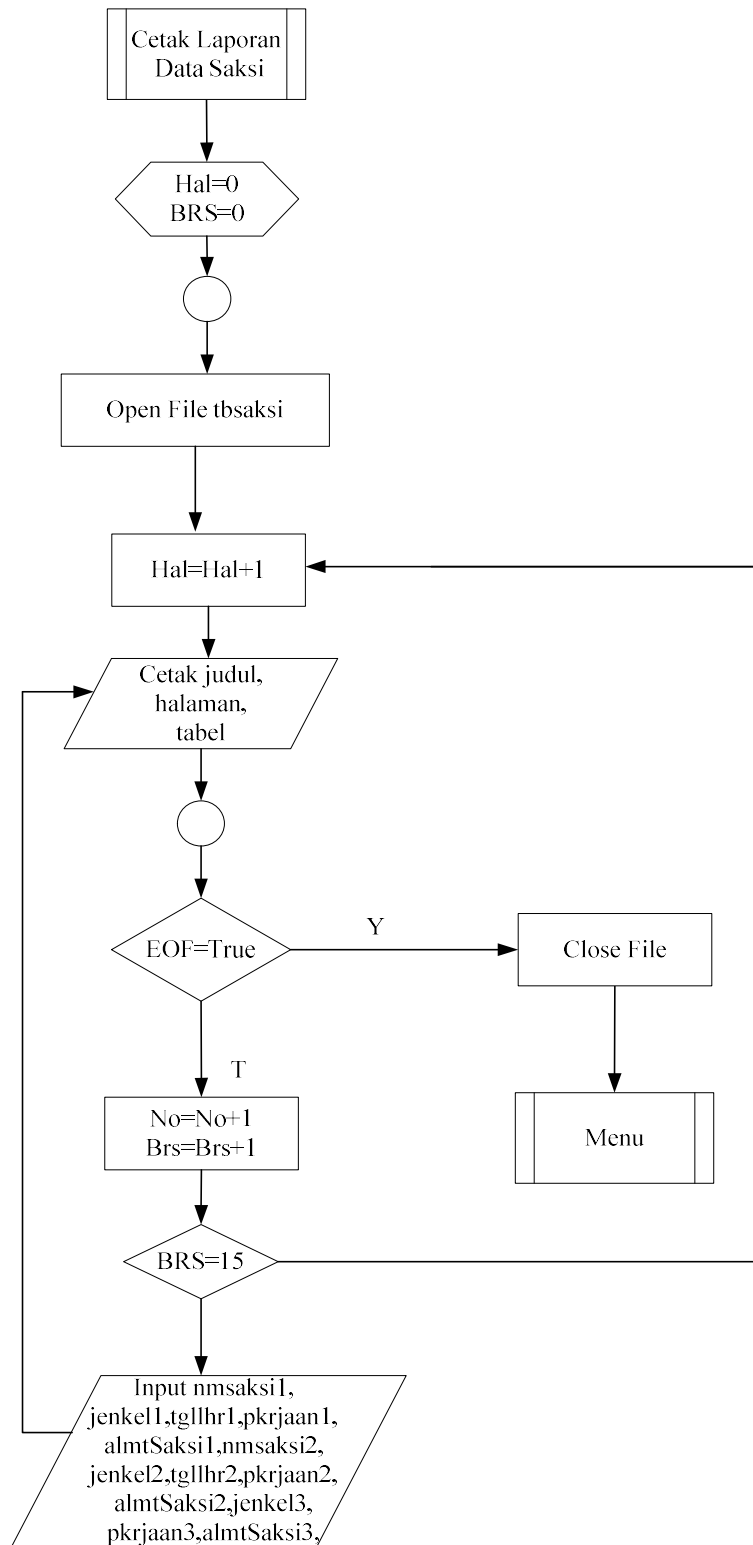 Cetak Laporan
Data Saksi
Hal=0
BRS=0
Open File tbsaksi
Hal=Hal+1
Cetak judul,
halaman,
tabel
EOF=True
Y
Close File
T
No=No+1
Brs=Brs+1
Menu
BRS=15
Input nmsaksi1,
jenkel1,tgllhr1,pkrjaan1,
almtSaksi1,nmsaksi2,
jenkel2,tgllhr2,pkrjaan2,
almtSaksi2,jenkel3,
pkrjaan3,almtSaksi3,